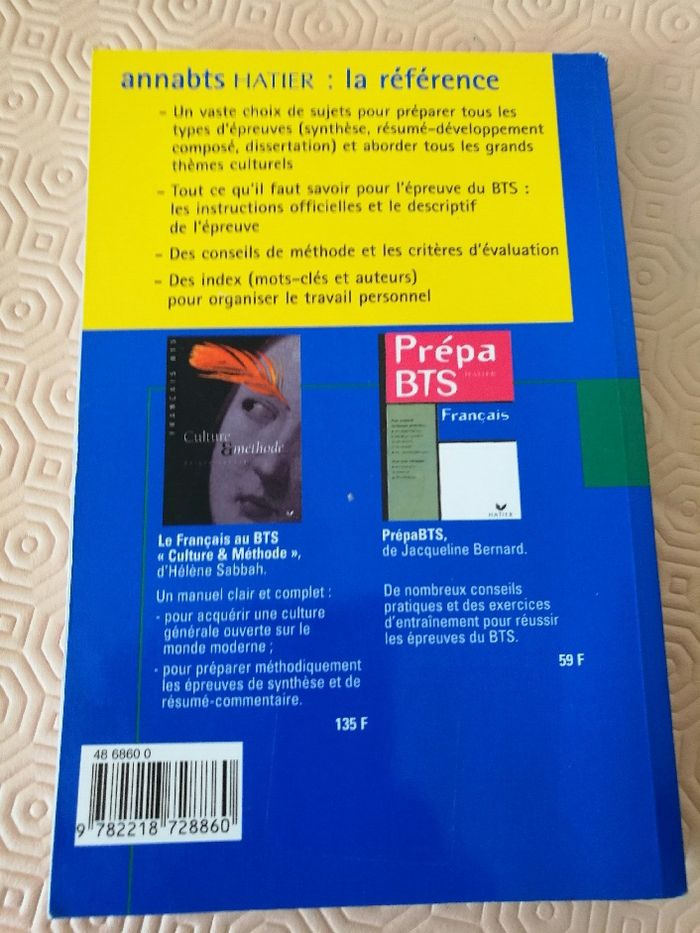 annabts HATIER : la référence
– Un vaste choix de sujets pour préparer tous les
types d'épreuves (synthèse, résumé-développement
composé, dissertation) et aborder tous les grands
thèmes culturels
– Tout ce qu'il faut savoir pour l'épreuve du BTS :
les instructions officielles et le descriptif
de l'épreuve
– Des conseils de méthode et les critères d'évaluation
– Des index (mots-clés et auteurs)
pour organiser le travail personnel
FRANÇAIS BTS
Culture
& méthode
Prépa
HATIER
BTS
Français
HATIER
Le Français au BTS
« Culture & Méthode »,
d'Hélène Sabbah.
Un manuel clair et complet :
- pour acquérir une culture
générale ouverte sur le
monde moderne ;
- pour préparer méthodiquement
les épreuves de synthèse et de
résumé-commentaire.
135 F
PrépaBTS,
de Jacqueline Bernard.
De nombreux conseils
pratiques et des exercices
d'entraînement pour réussir
les épreuves du BTS.
59 F
48 6860 0
9 782218 728860